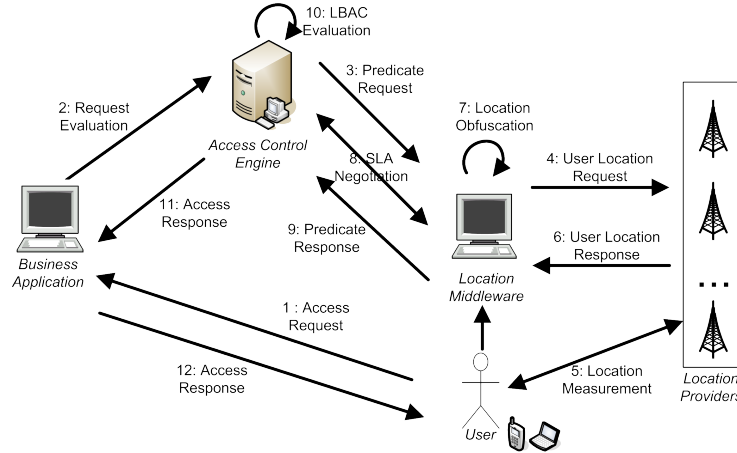 10: LBAC
Evaluation
3: Predicate
Request
2: Request
Evaluation
7: Location
Obfuscation
Access Control
Engine
8: SLA
Negotiation
4: User Location
Request
11: Access
Response
9: Predicate
Response
6: User Location
Response
Business
Application
Location
Middleware
...
1 : Access
Request
12: Access
Response
5: Location
Measurement
Location
Providers
User